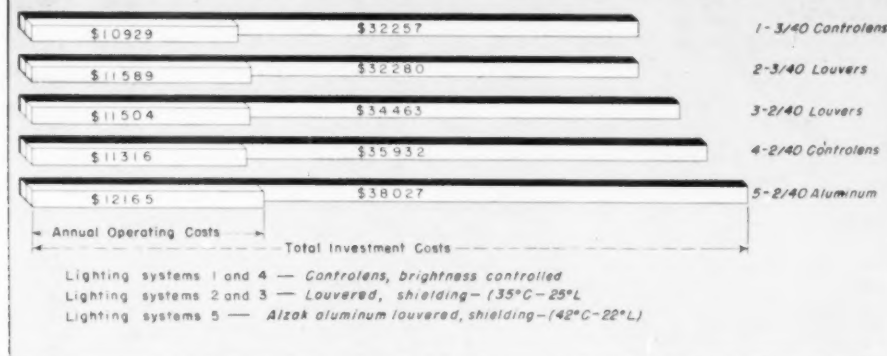 $10929 $32257 1-3/40 Controlens
$11589 $32280 2-3/40 Louvers
$11504 $34463 3-2/40 Louvers
$11316 $35932 4-2/40 Controlens
$12165 $38027 5-2/40 Aluminum
Annual Operating Costs
Total Investment Costs
Lighting systems 1 and 4 — Controlens, brightness controlled
Lighting systems 2 and 3 — Louvered, shielding—(35°C-25°L
Lighting systems 5 — Alzak aluminum louvered, shielding—(42°C-22°L)